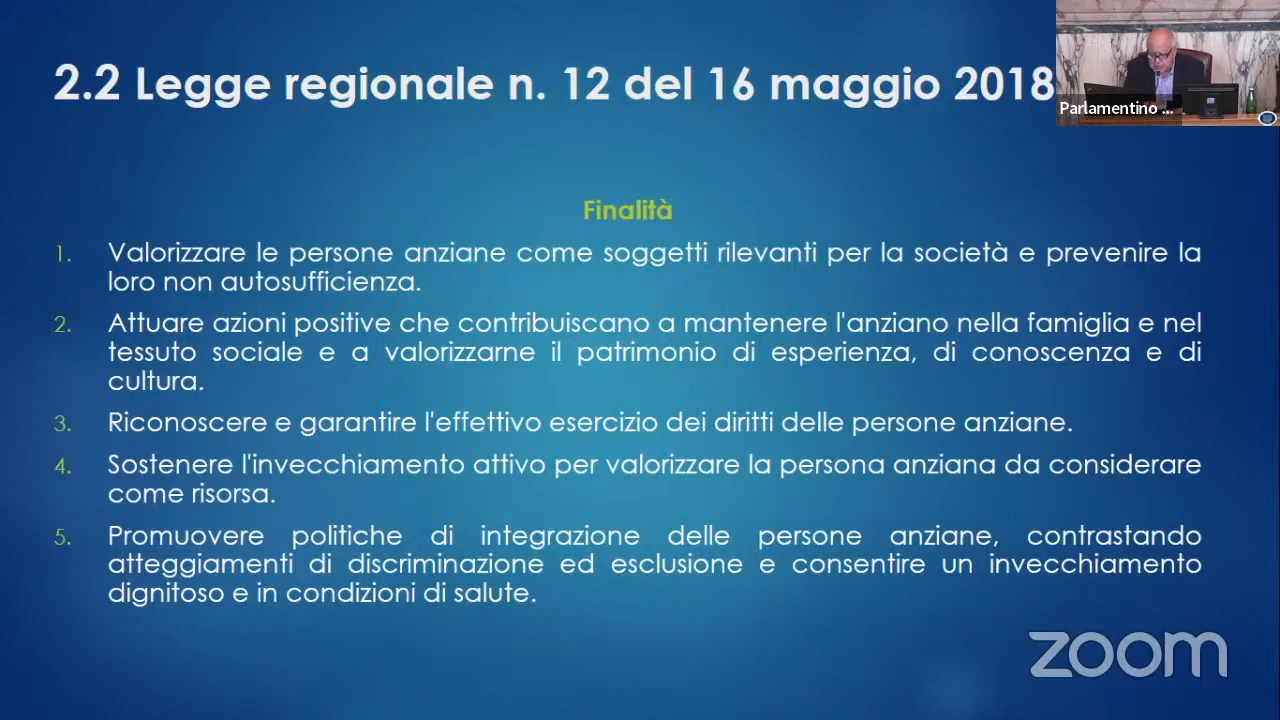 2.2 Legge regionale n. 12 del 16 maggio 2018
Parlamentino ...
Finalità
1. Valorizzare le persone anziane come soggetti rilevanti per la società e prevenire la
loro non autosufficienza.
2. Attuare azioni positive che contribuiscano a mantenere l'anziano nella famiglia e nel
tessuto sociale e a valorizzarne il patrimonio di esperienza, di conoscenza e di
cultura.
3. Riconoscere e garantire l'effettivo esercizio dei diritti delle persone anziane.
4. Sostenere l'invecchiamento attivo per valorizzare la persona anziana da considerare
come risorsa.
5. Promuovere politiche di integrazione delle persone anziane, contrastando
atteggiamenti di discriminazione ed esclusione e consentire un invecchiamento
dignitoso e in condizioni di salute.
zoom